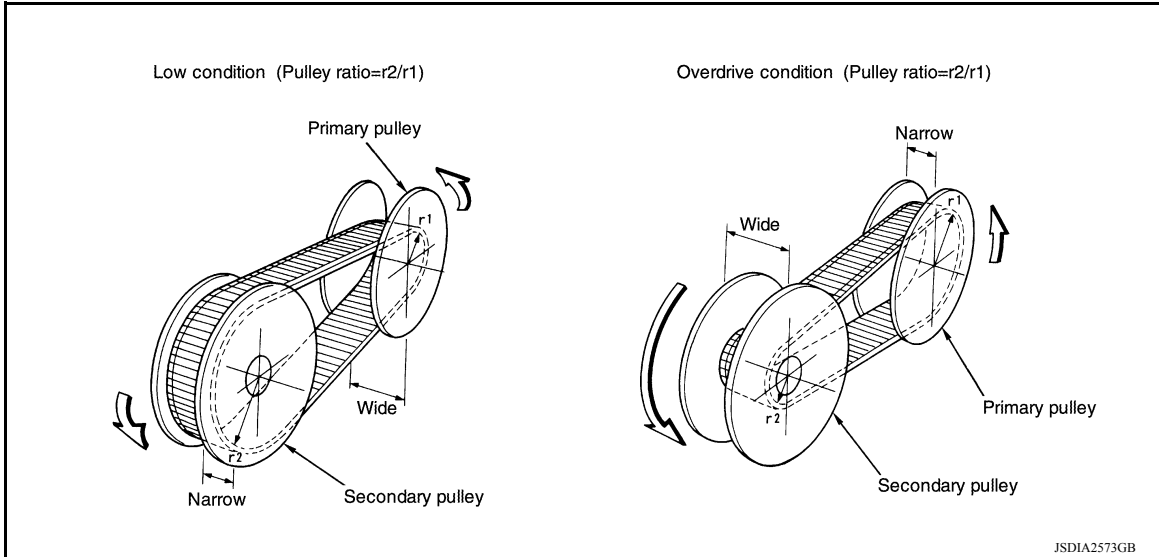 Low condition (Pulley ratio=r2/r1)
Primary pulley
r1
Wide
r2
Narrow
Secondary pulley
Overdrive condition (Pulley ratio=r2/r1)
Narrow
Wide
r1
r2
Primary pulley
Secondary pulley
JSDIA2573GB